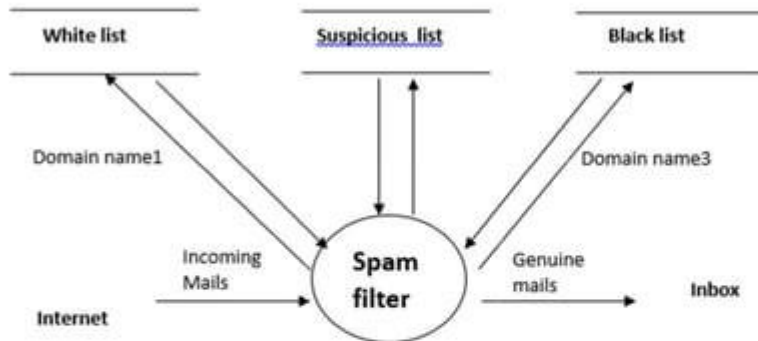 White list
Suspicious list
Black list
Domain name1
Domain name3
Incoming
Mails
Spam
filter
Genuine
mails
Internet
Inbox